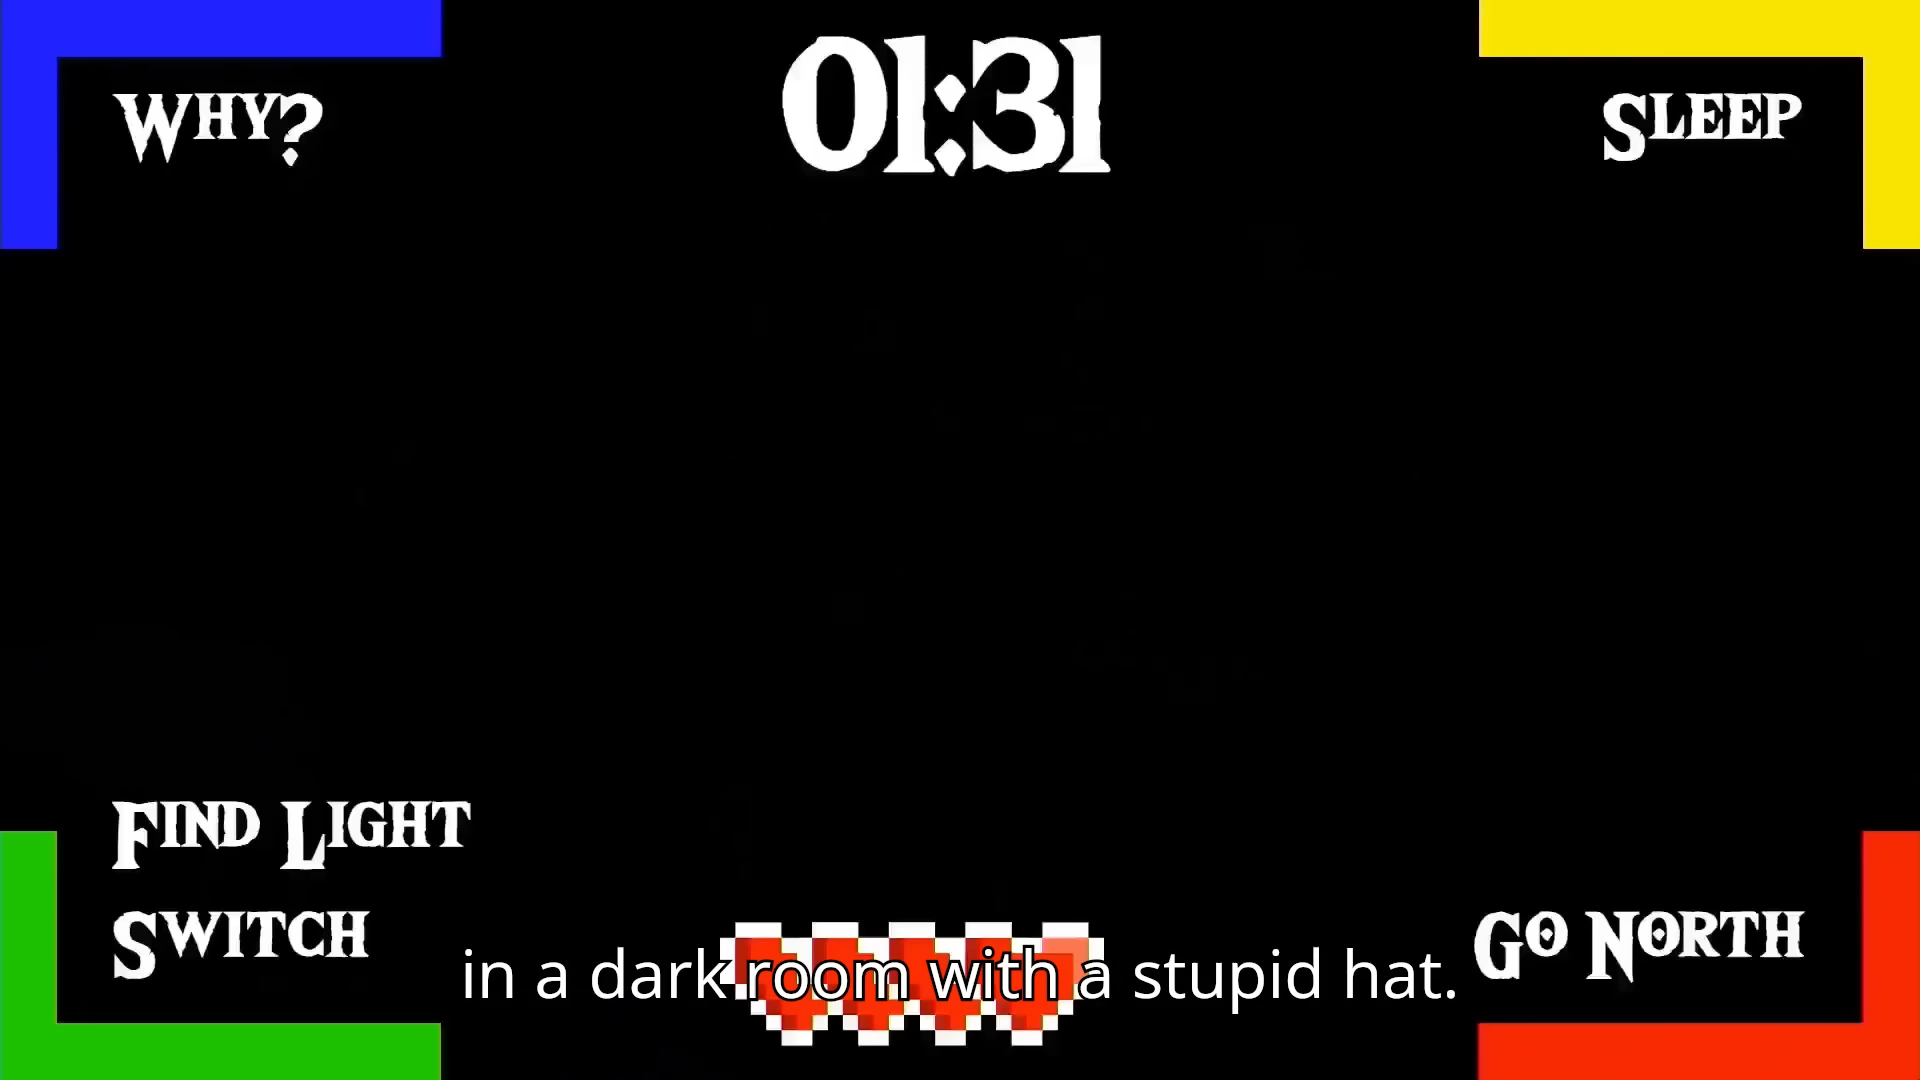 Why?
01:31
Sleep
Find Light
Switch
Go North
in a dark room with a stupid hat.